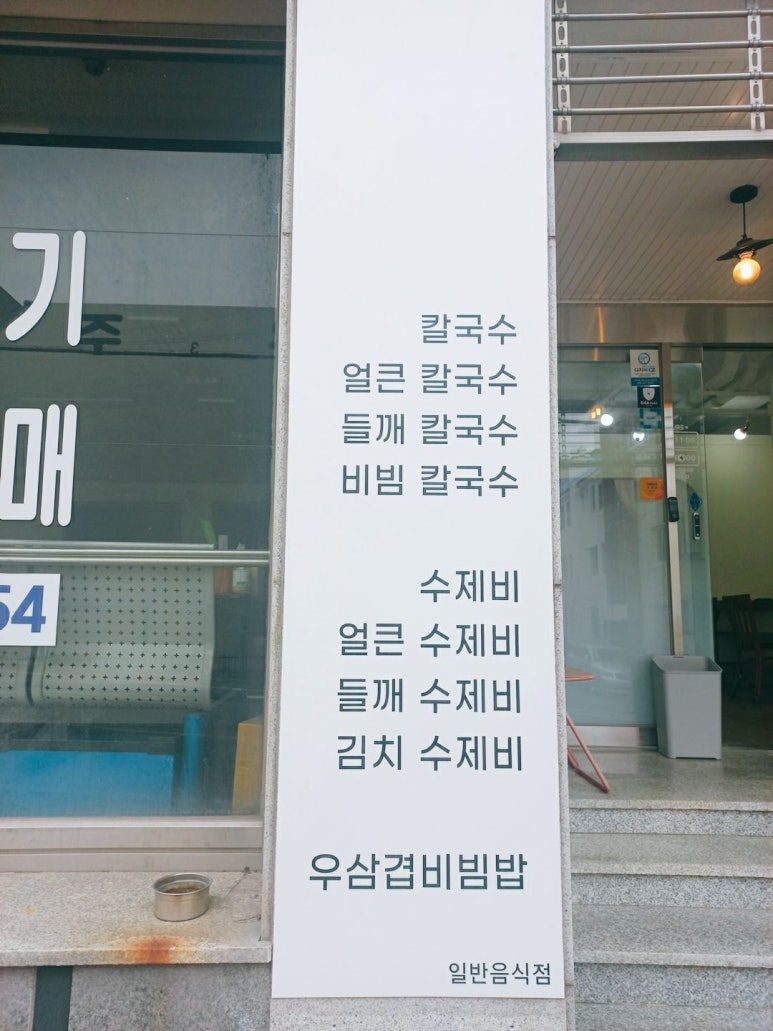 기
매
54
주
칼국수
얼큰 칼국수
들깨 칼국수
비빔 칼국수
수제비
얼큰 수제비
들깨 수제비
김치 수제비
우삼겹비빔밥
일반음식점